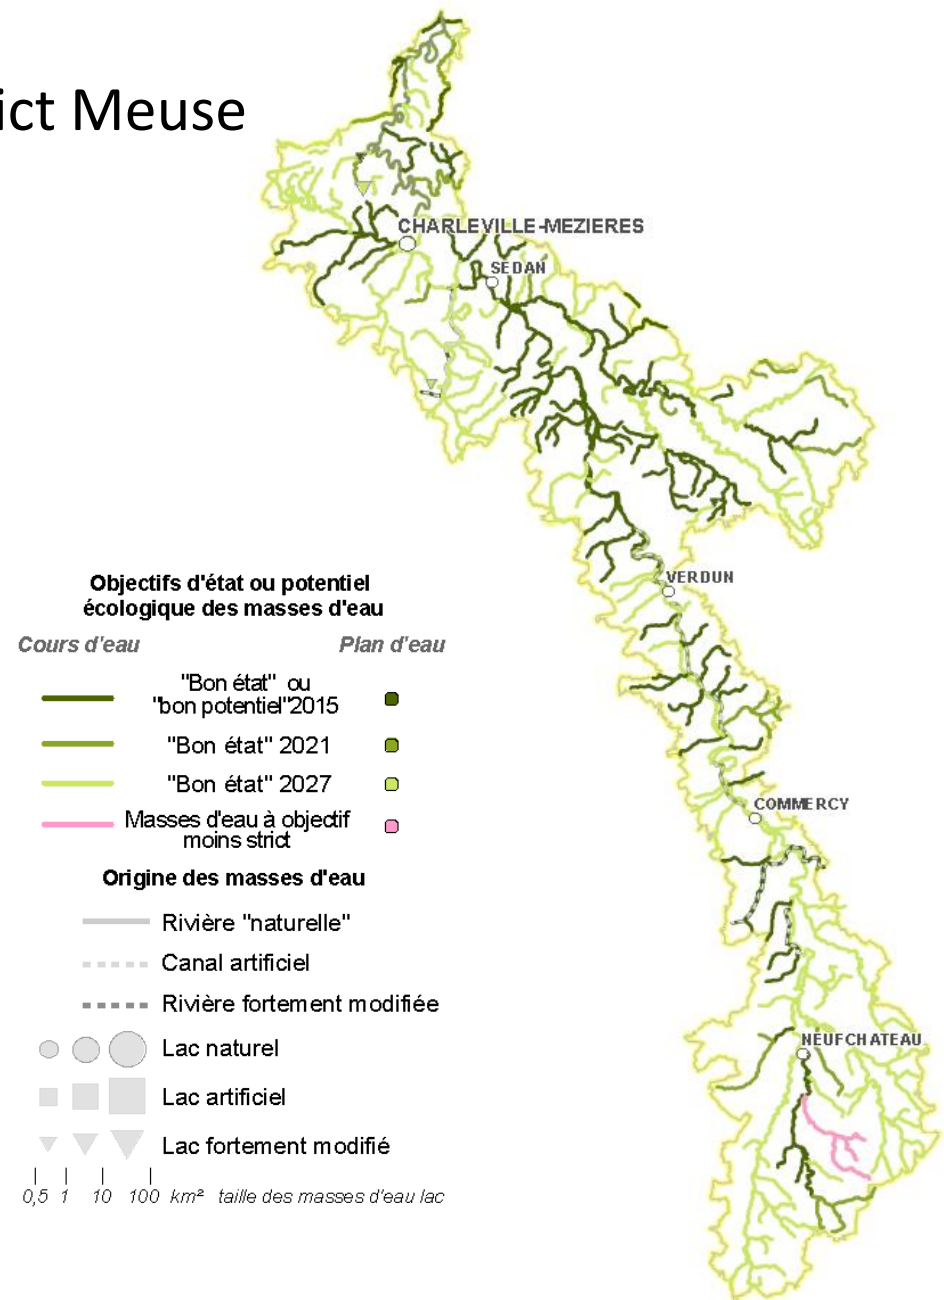 ict Meuse
CHARLEVILLE-MEZIERES
SEDAN
VERDUN
COMMERCY
NEUFCHATEAU
Objectifs d'état ou potentiel
écologique des masses d'eau
Cours d'eau Plan d'eau
"Bon état" ou
"bon potentiel"2015
"Bon état" 2021
"Bon état" 2027
Masses d'eau à objectif
moins strict
Origine des masses d'eau
Rivière "naturelle"
Canal artificiel
Rivière fortement modifiée
Lac naturel
Lac artificiel
Lac fortement modifié
0,5 1 10 100 km² taille des masses d'eau lac